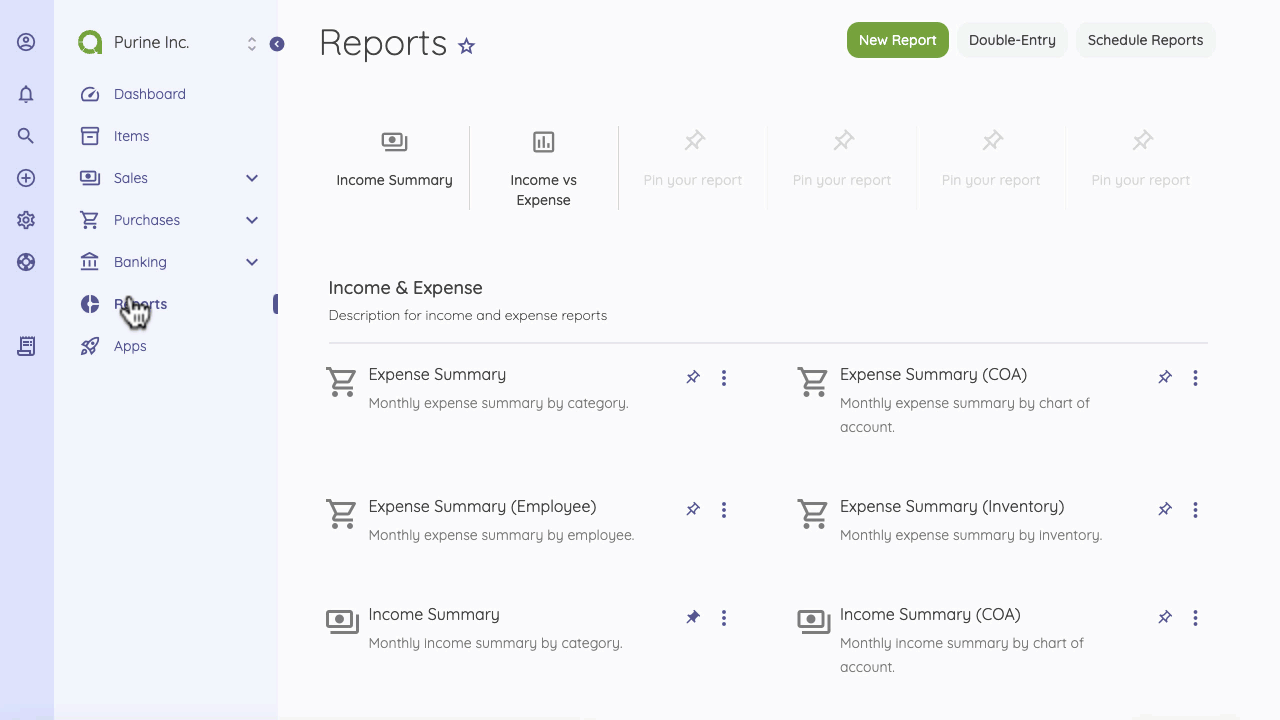 Purine Inc.
Dashboard
Items
Sales
Purchases
Banking
Reports
Apps
Reports
New Report
Double-Entry
Schedule Reports
Income Summary
Income vs
Expense
Pin your report
Pin your report
Pin your report
Pin your report
Income & Expense
Description for income and expense reports
Expense Summary
Monthly expense summary by category.
Expense Summary (COA)
Monthly expense summary by chart of
account.
Expense Summary (Employee)
Monthly expense summary by employee.
Expense Summary (Inventory)
Monthly expense summary by inventory.
Income Summary
Monthly income summary by category.
Income Summary (COA)
Monthly income summary by chart of
account.